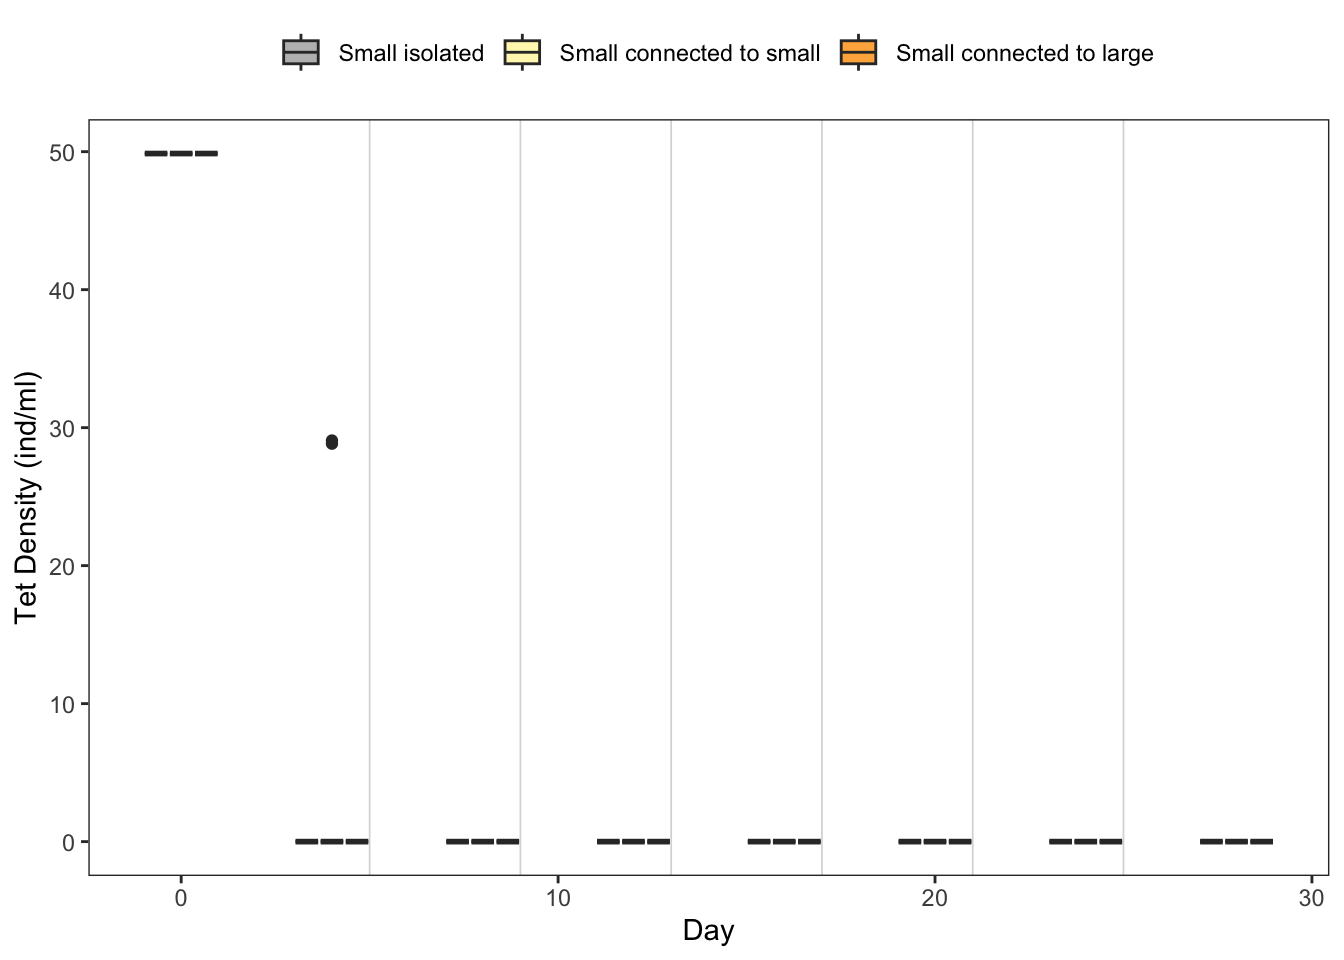 Small isolated
Small connected to small
Small connected to large
50
40
30
20
10
0
Tet Density (ind/ml)
0
10
20
30
Day